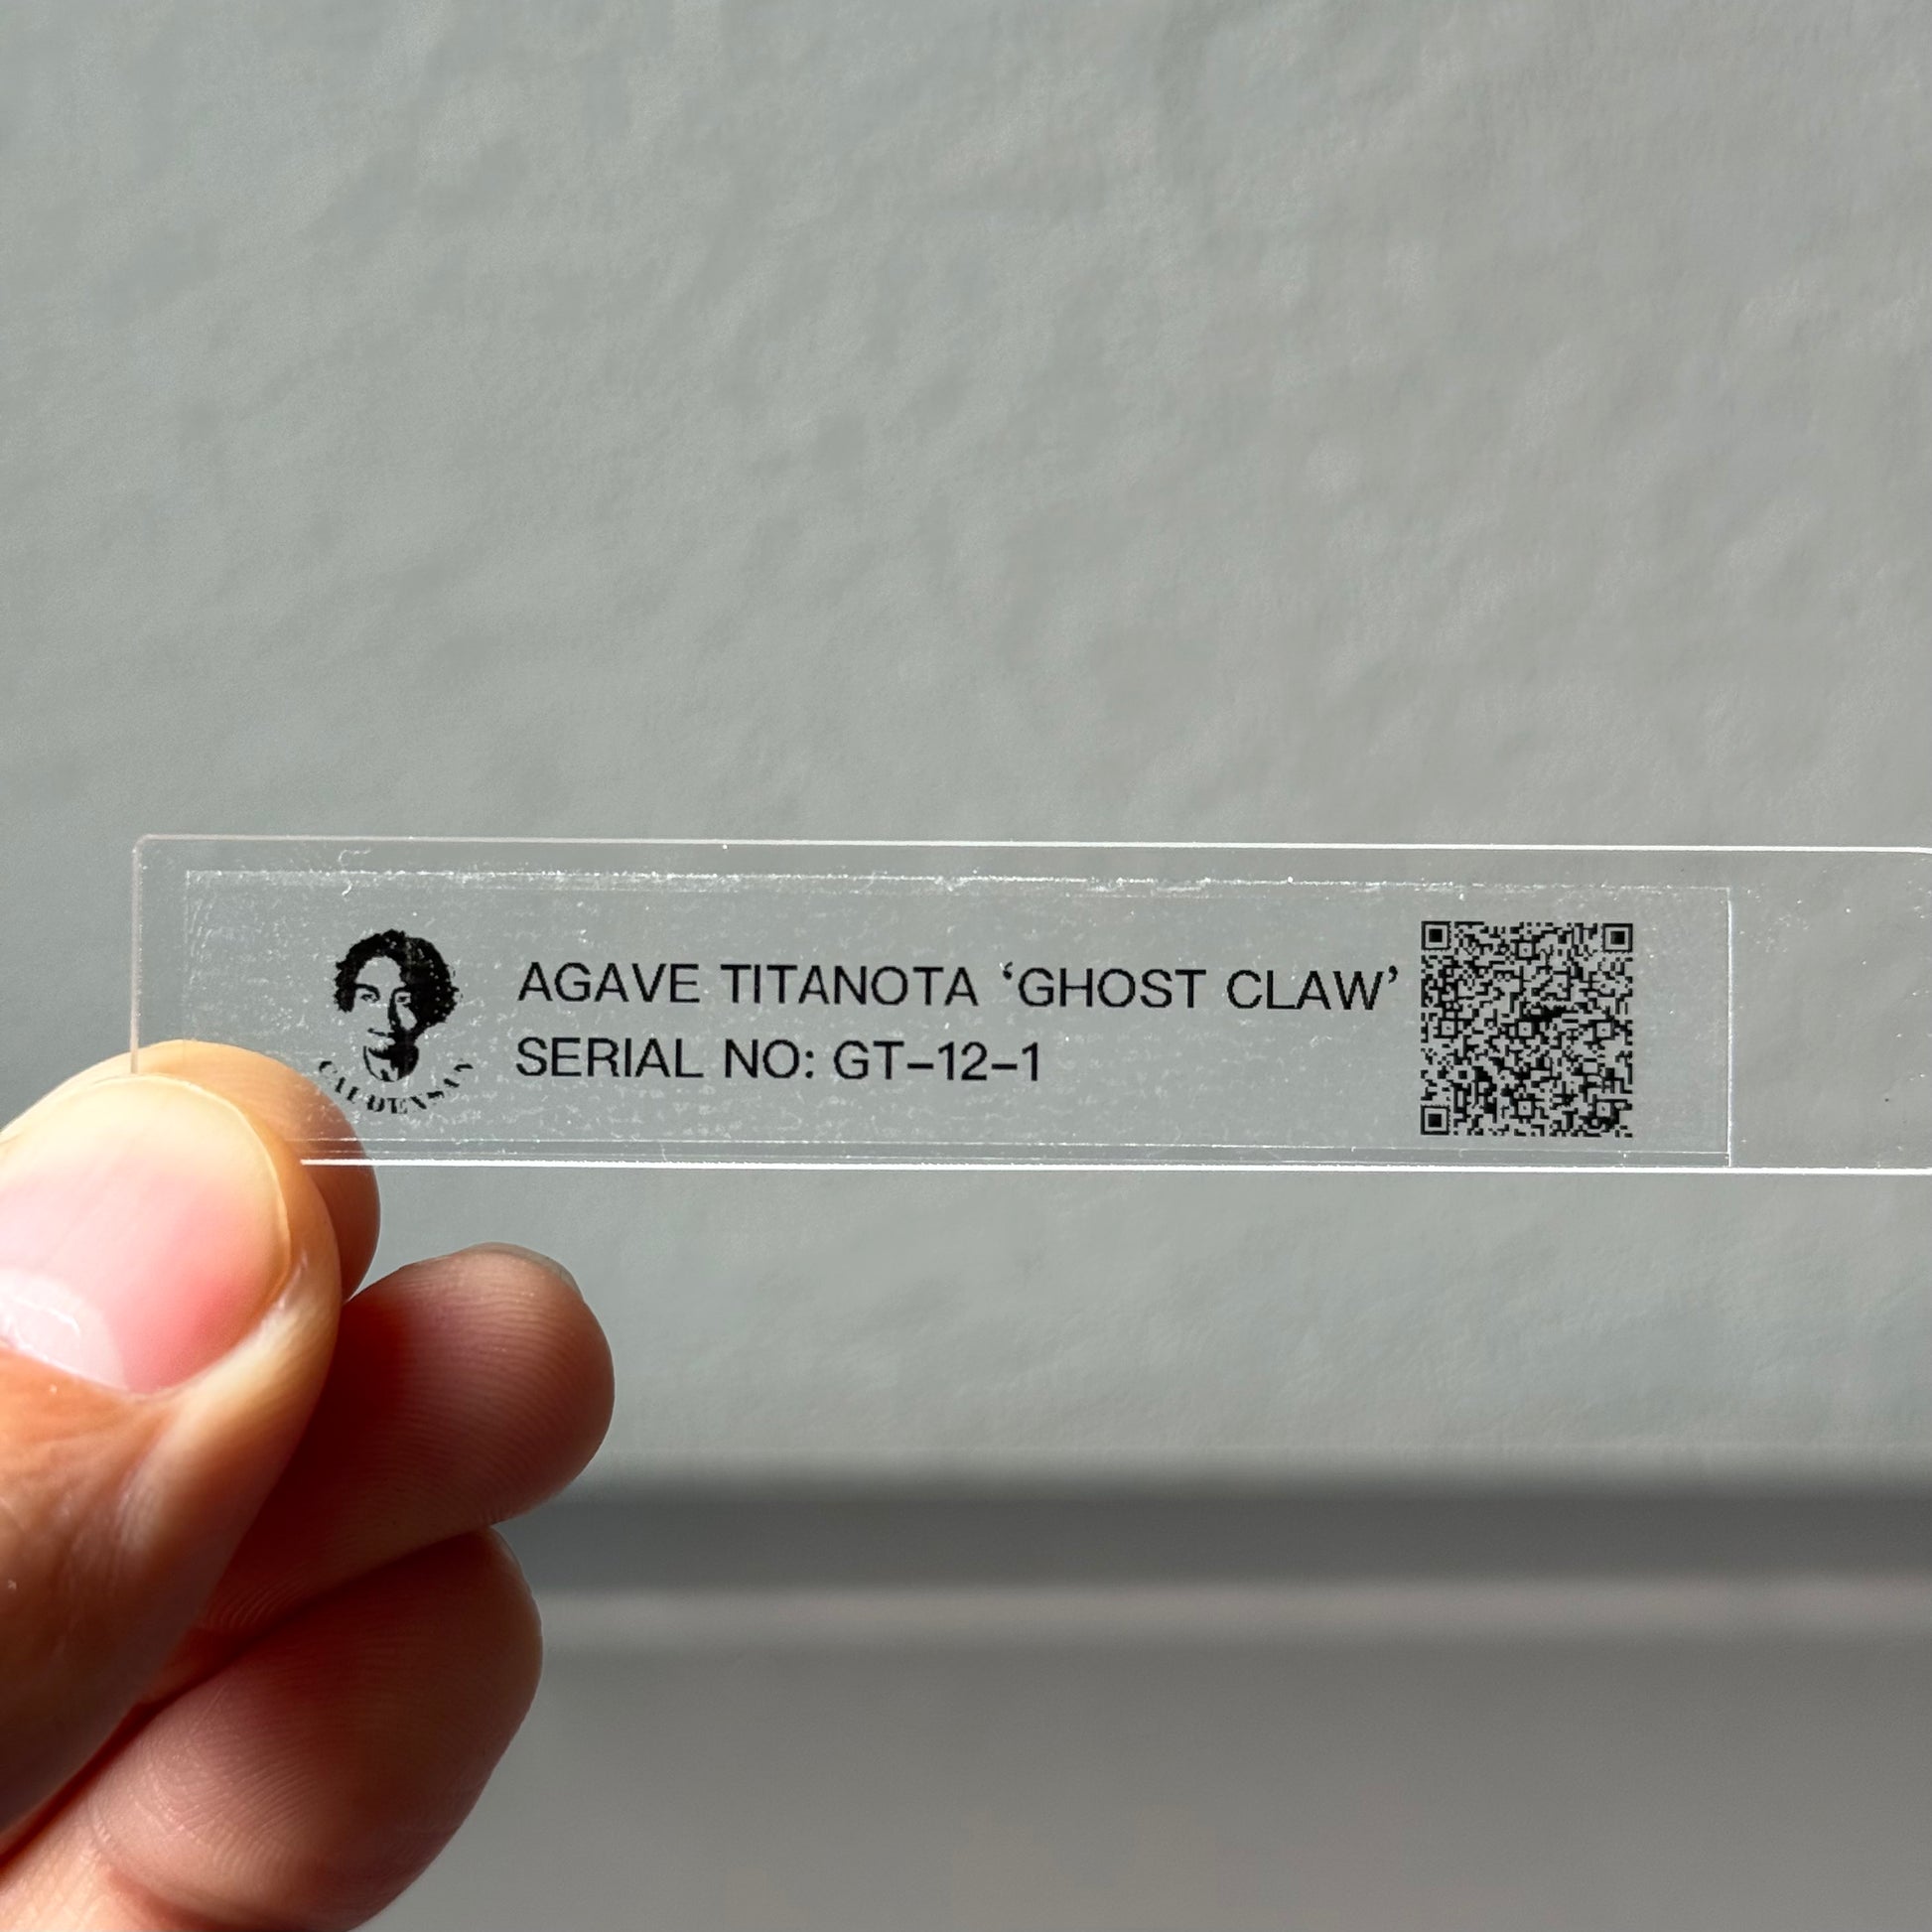 AGAVE TITANOTA ‘GHOST CLAW’
SERIAL NO: GT–12–1